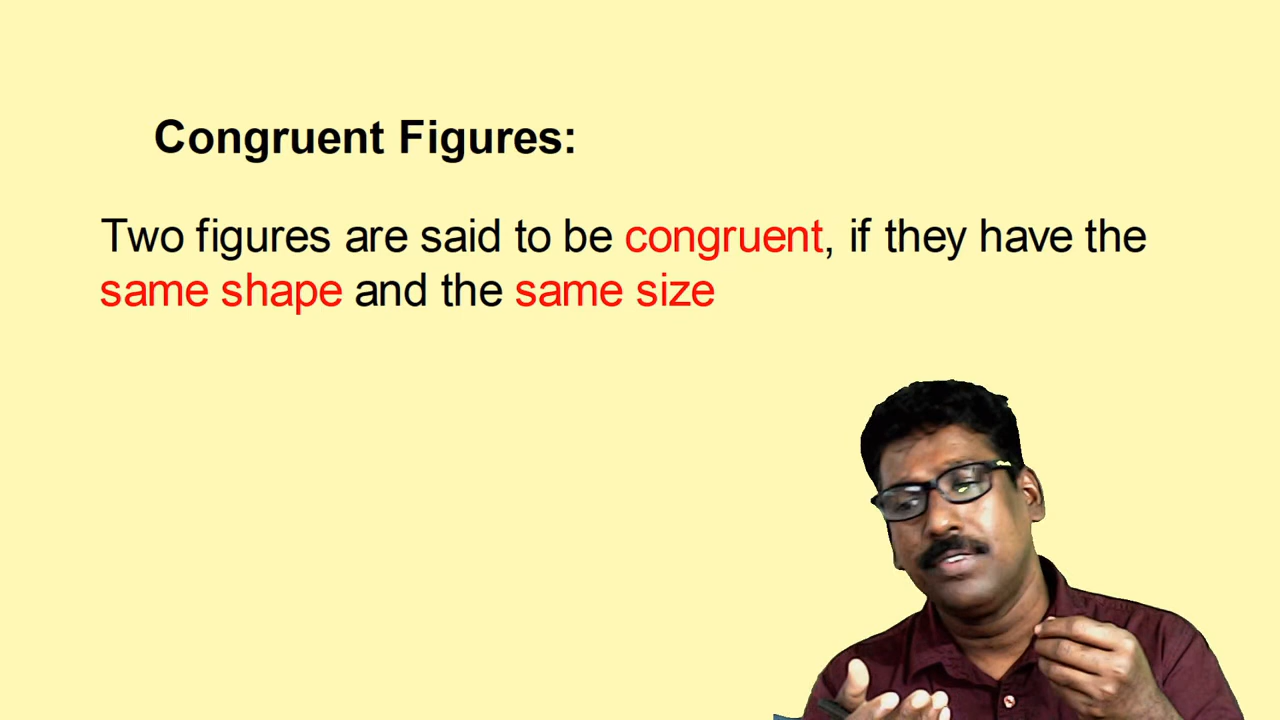 Congruent Figures:
Two figures are said to be congruent, if they have the
same shape and the same size